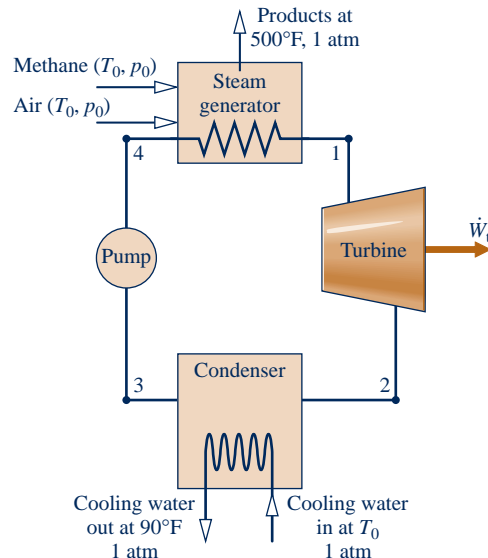 Products at
500°F, 1 atm
Methane (T0, p0)
Air (T0, p0)
Steam
generator
4
1
Pump
Turbine
Ẇt
3
Condenser
2
Cooling water
out at 90°F
1 atm
Cooling water
in at T0
1 atm